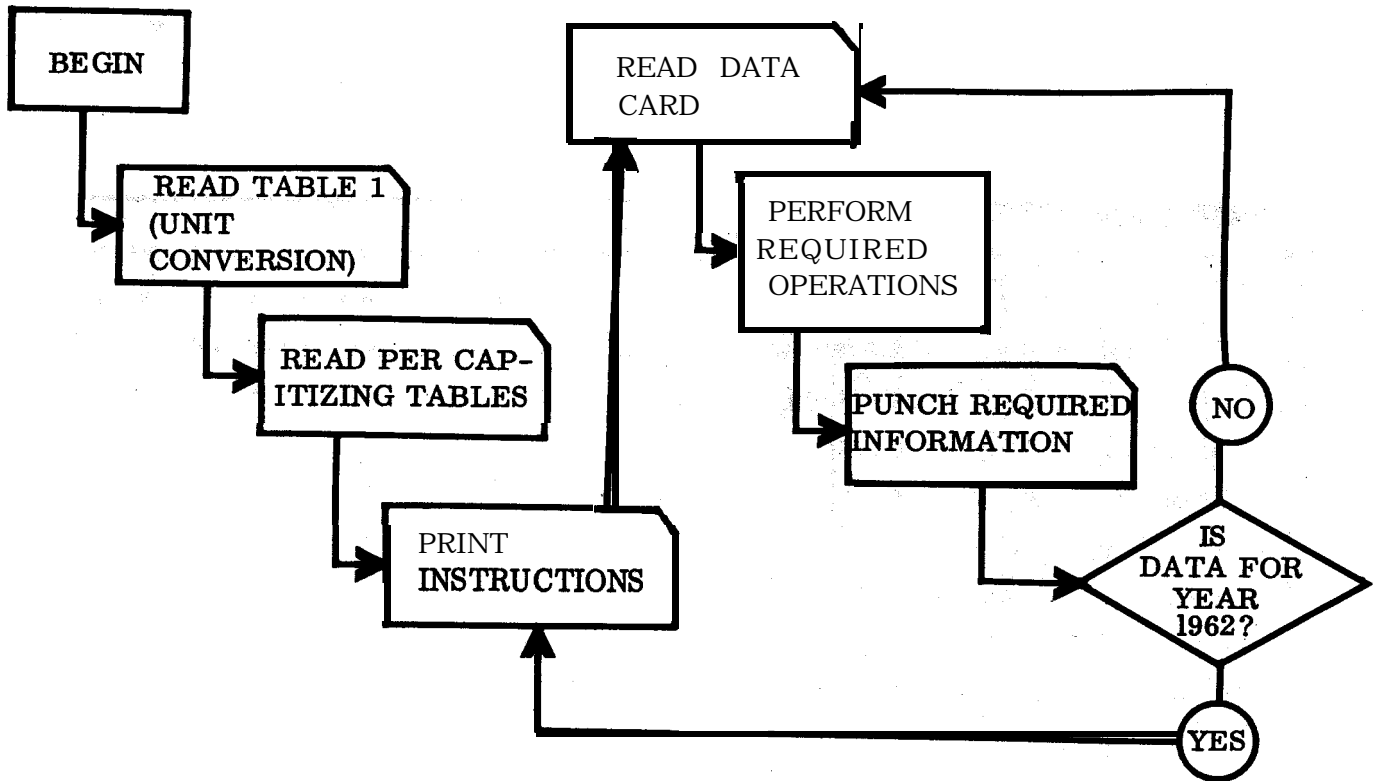 BEGIN
READ TABLE 1
(UNIT
CONVERSION)
READ PER CAP-
ITIZING TABLES
PRINT
INSTRUCTIONS
READ DATA
CARD
PERFORM
REQUIRED
OPERATIONS
PUNCH REQUIRED
INFORMATION
IS
DATA FOR
YEAR
1962?
NO
YES